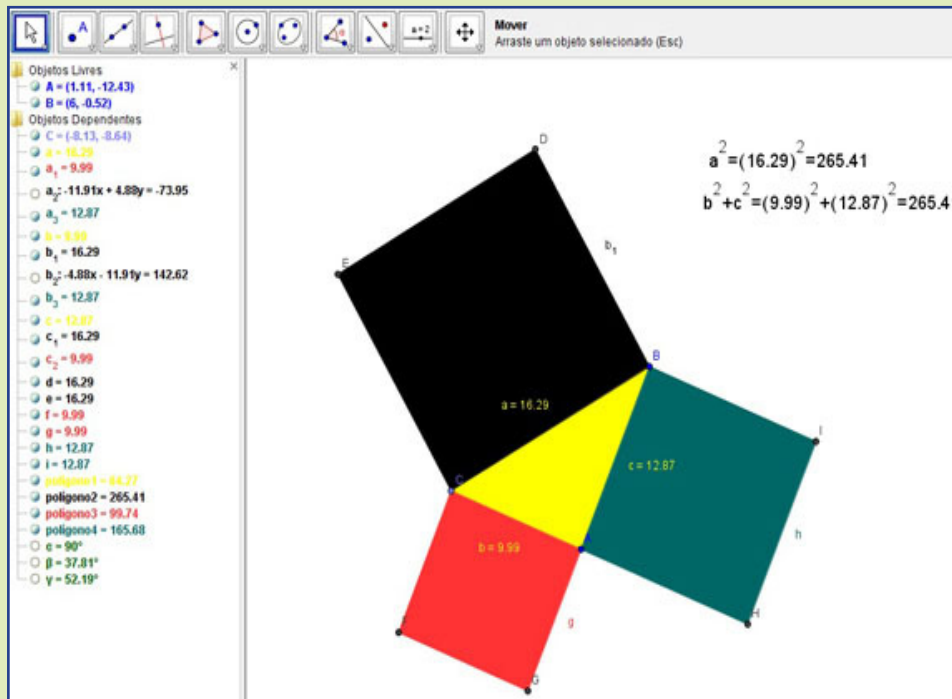 A
a=2
Mover
Arraste um objeto selecionado (Esc)
Objetos Livres
A = (1.11, -12.43)
B = (6, -0.52)
Objetos Dependentes
C = (-8.13, -8.64)
a = 16.29
a₁ = 9.99
a₂: -11.91x + 4.88y = -73.95
a₃ = 12.87
b = 9.99
b₁ = 16.29
b₂: -4.88x - 11.91y = 142.62
b₃ = 12.87
c = 12.87
c₁ = 16.29
c₂ = 9.99
d = 16.29
e = 16.29
f = 9.99
g = 9.99
h = 12.87
i = 12.87
polígono1 = 64.27
polígono2 = 265.41
polígono3 = 99.74
polígono4 = 165.68
β = 37.81°
γ = 52.19°
a²=(16.29)²=265.41
b²+c²=(9.99)²+(12.87)²=265.4
D
b₁
E
B
a = 16.29
I
c = 12.87
C
h
A
b = 9.99
H
g
G